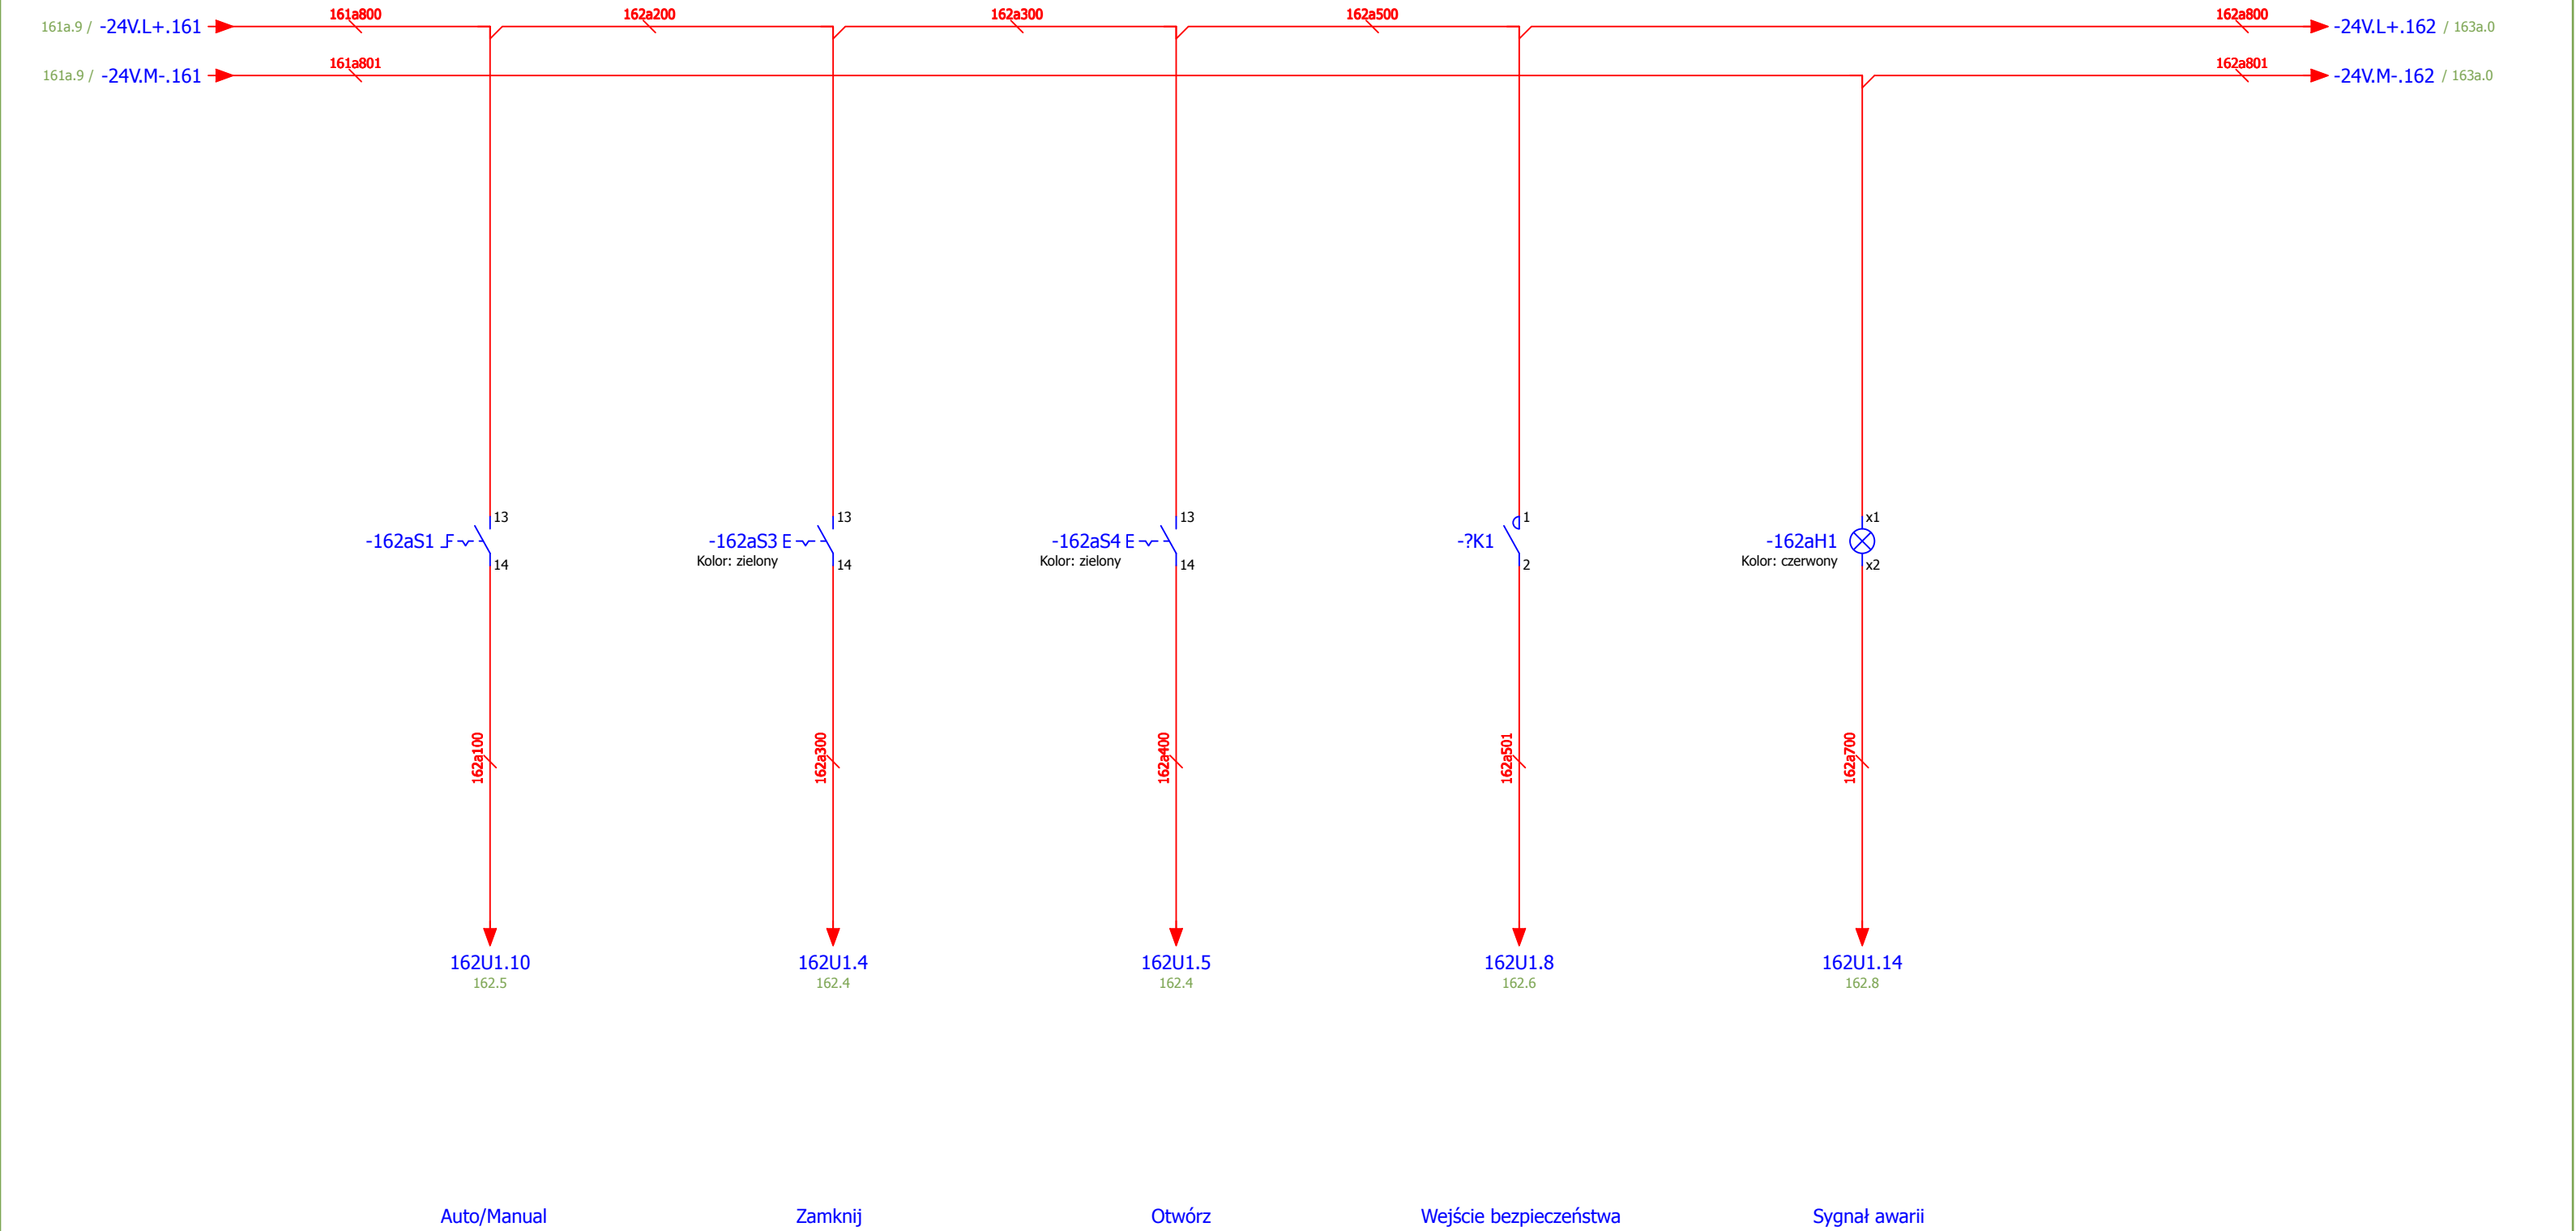 161a.9 / -24V.L+.161 161a800 162a200 162a300 162a500 162a800 -24V.L+.162 / 163a.0
161a.9 / -24V.M-.161 161a801 162a801 -24V.M-.162 / 163a.0
13 13 13 1 x1
-162aS1 -162aS3 -162aS4 -?K1 -162aH1
Kolor: zielony Kolor: zielony Kolor: czerwony
14 14 14 2 x2
162a100 162a300 162a400 162a501 162a700
162U1.10 162U1.4 162U1.5 162U1.8 162U1.14
162.5 162.4 162.4 162.6 162.8
Auto/Manual Zamknij Otwórz Wejście bezpieczeństwa Sygnał awarii